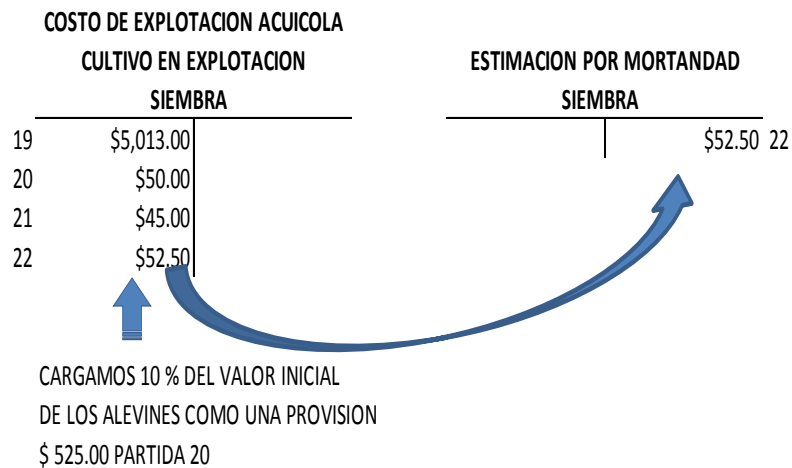 COSTO DE EXPLOTACION ACUICOLA
CULTIVO EN EXPLOTACION
SIEMBRA
ESTIMACION POR MORTANDAD
SIEMBRA
19 $5,013.00
20 $50.00
21 $45.00
22 $52.50
$52.50 22
CARGAMOS 10 % DEL VALOR INICIAL
DE LOS ALEVINES COMO UNA PROVISION
$ 525.00 PARTIDA 20